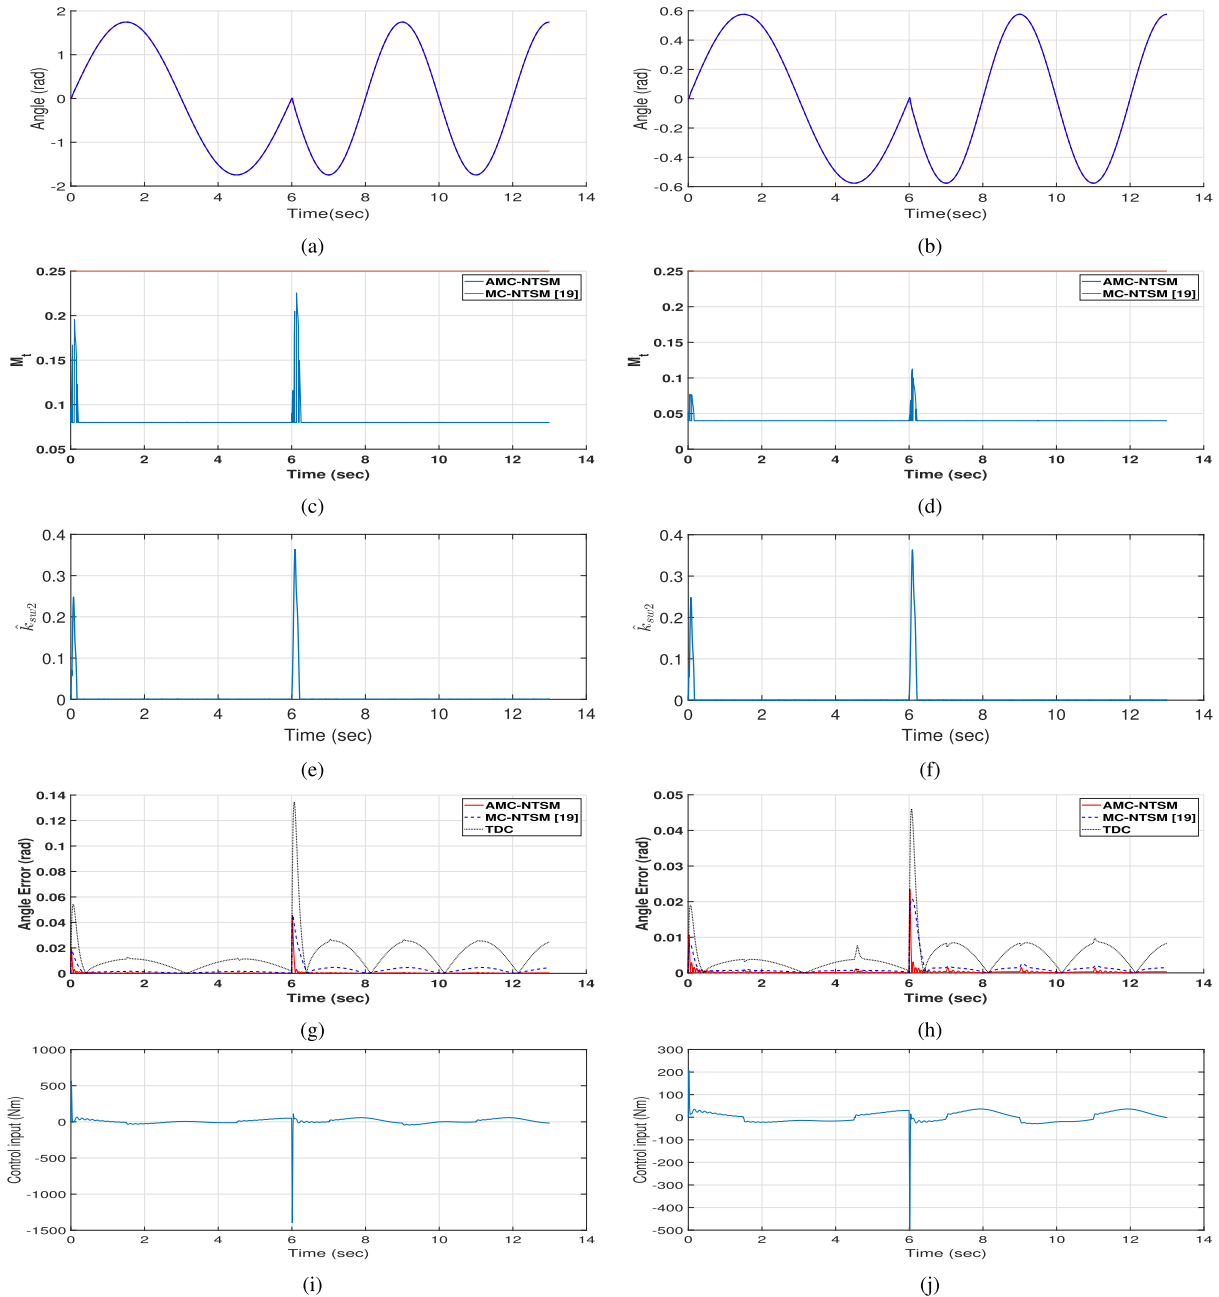 2
1
0
-1
-2
Angle (rad)
0 2 4 6 8 10 12 14
Time(sec)
(a)
0.6
0.4
0.2
0
-0.2
-0.4
-0.6
Angle (rad)
0 2 4 6 8 10 12 14
Time(sec)
(b)
0.25
0.2
0.15
0.1
0.05
M_t
AMC-NTSM
MC-NTSM [19]
0 2 4 6 8 10 12 14
Time (sec)
(c)
0.25
0.2
0.15
0.1
0.05
0
M_t
AMC-NTSM
MC-NTSM [19]
0 2 4 6 8 10 12 14
Time (sec)
(d)
0.4
0.3
0.2
0.1
0
k̂_sw2
0 2 4 6 8 10 12 14
Time (sec)
(e)
0.4
0.3
0.2
0.1
0
k̂_sw2
0 2 4 6 8 10 12 14
Time (sec)
(f)
0.14
0.12
0.1
0.08
0.06
0.04
0.02
0
Angle Error (rad)
AMC-NTSM
MC-NTSM [19]
TDC
0 2 4 6 8 10 12 14
Time (sec)
(g)
0.05
0.04
0.03
0.02
0.01
0
Angle Error (rad)
AMC-NTSM
MC-NTSM [19]
TDC
0 2 4 6 8 10 12 14
Time (sec)
(h)
1000
500
0
-500
-1000
-1500
Control input (Nm)
0 2 4 6 8 10 12 14
Time (sec)
(i)
300
200
100
0
-100
-200
-300
-400
-500
Control input (Nm)
0 2 4 6 8 10 12 14
Time (sec)
(j)